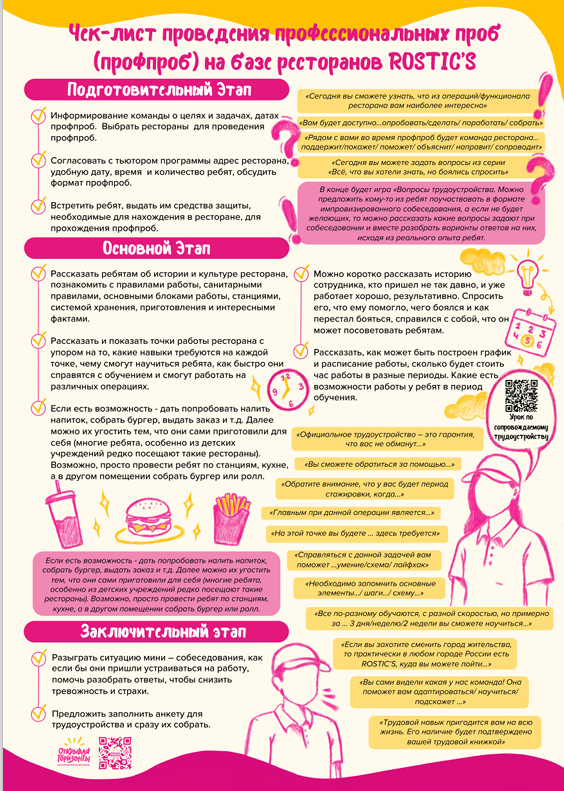 Чек-лист проведения профессиональных проб
(профпроб) на базе ресторанов ROSTIC'S
Подготовительный Этап
Информирование команды о целях и задачах, датах
профпроб. Выбрать рестораны для проведения
профпроб.
Согласовать с тьютором программы адрес ресторана,
удобную дату, время и количество ребят, обсудить
формат профпроб.
Встретить ребят, выдать им средства защиты,
необходимые для нахождения в ресторане, для
прохождения профпроб.
«Сегодня вы сможете узнать, что из операций/функционала
ресторана вам наиболее интересно»
«Вам будет доступно...опробовать/сделать/ поработать/ собрать»
«Рядом с вами во время профпроб будет команда ресторана...
поддержит/покажет/ поможет/ объяснит/ направит/ сопроводит»
«Сегодня вы можете задать вопросы из серии
«Всё, что вы хотели знать, но боялись спросить»
В конце будет игра «Вопросы трудоустройства. Можно
предложить кому-то из ребят поучаствовать в формате
импровизированного собеседования, а если не будет
желающих, то можно рассказать какие вопросы задают при
собеседовании и вместе разобрать варианты ответов на них,
исходя из реального опыта ребят.
Основной Этап
Рассказать ребятам об истории и культуре ресторана,
познакомить с правилами работы, санитарными
правилами, основными блоками работы, станциями,
системой хранения, приготовления и интересными
фактами.
Рассказать и показать точки работы ресторана с
упором на то, какие навыки требуются на каждой
точке, чему смогут научиться ребята, как быстро они
справятся с обучением и смогут работать на
различных операциях.
Если есть возможность - дать попробовать налить
напиток, собрать бургер, выдать заказ и т.д. Далее
можно их угостить тем, что они сами приготовили для
себя (многие ребята, особенно из детских
учреждений редко посещают такие рестораны).
Возможно, просто провести ребят по станциям, кухне,
а в другом помещении собрать бургер или ролл.
Можно коротко рассказать историю
сотрудника, кто пришел не так давно, и уже
работает хорошо, результативно. Спросить
его, что ему помогло, чего боялся и как
перестал бояться, справился с собой, что он
может посоветовать ребятам.
Рассказать, как может быть построен график
и расписание работы, сколько будет стоить
час работы в разные периоды. Какие есть
возможности работы у ребят в период
обучения.
1 2 3
4 5 6
12
3
6
9
Урок по
сопровождаемому
трудоустройству
«Официальное трудоустройство – это гарантия,
что вас не обманут...»
«Вы сможете обратиться за помощью...»
«Обратите внимание, что у вас будет период
стажировки, когда...»
«Главным при данной операции является...»
«На этой точке вы будете ... здесь требуется»
«Справляться с данной задачей вам
поможет ...умение/схема/ лайфхак»
«Необходимо запомнить основные
элементы.../ шаги/... схему...»
«Все по-разному обучаются, с разной скоростью, но примерно
за ... 3 дня/неделю/2 недели вы сможете научиться...»
«Если вы захотите сменить город жительства,
то практически в любом городе России есть
ROSTIC'S, куда вы можете пойти...»
«Вы сами видели какая у нас команда! Она
поможет вам адаптироваться/ научиться/
подскажет ...»
«Трудовой навык пригодится вам на всю
жизнь. Его наличие будет подтверждено
вашей трудовой книжкой»
Если есть возможность - дать попробовать налить напиток,
собрать бургер, выдать заказ и т.д. Далее можно их угостить
тем, что они сами приготовили для себя (многие ребята,
особенно из детских учреждений редко посещают такие
рестораны). Возможно, просто провести ребят по станциям,
кухне, а в другом помещении собрать бургер или ролл.
Заключительный этап
Разыграть ситуацию мини – собеседования, как
если бы они пришли устраиваться на работу,
помочь разобрать ответы, чтобы снизить
тревожность и страхи.
Предложить заполнить анкету для
трудоустройства и сразу их собрать.
Открывая
Горизонты